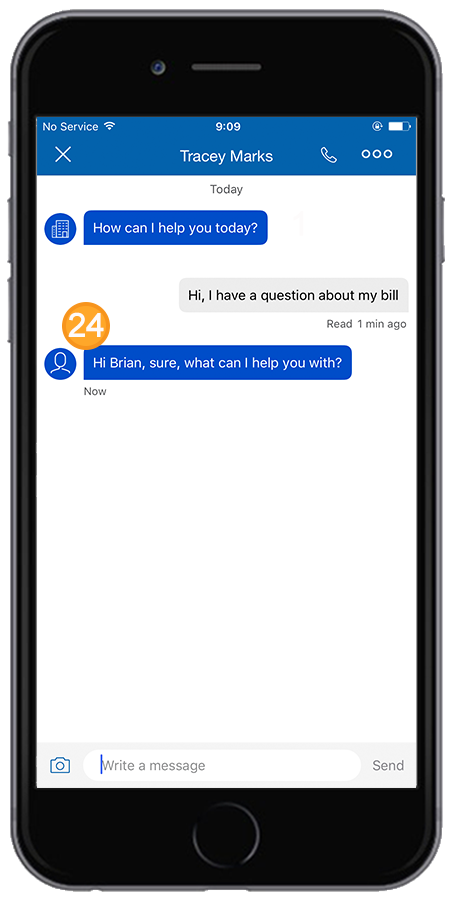 No Service 9:09
Tracey Marks
Today
How can I help you today?
Hi, I have a question about my bill
Read 1 min ago
24
Hi Brian, sure, what can I help you with?
Now
Write a message Send